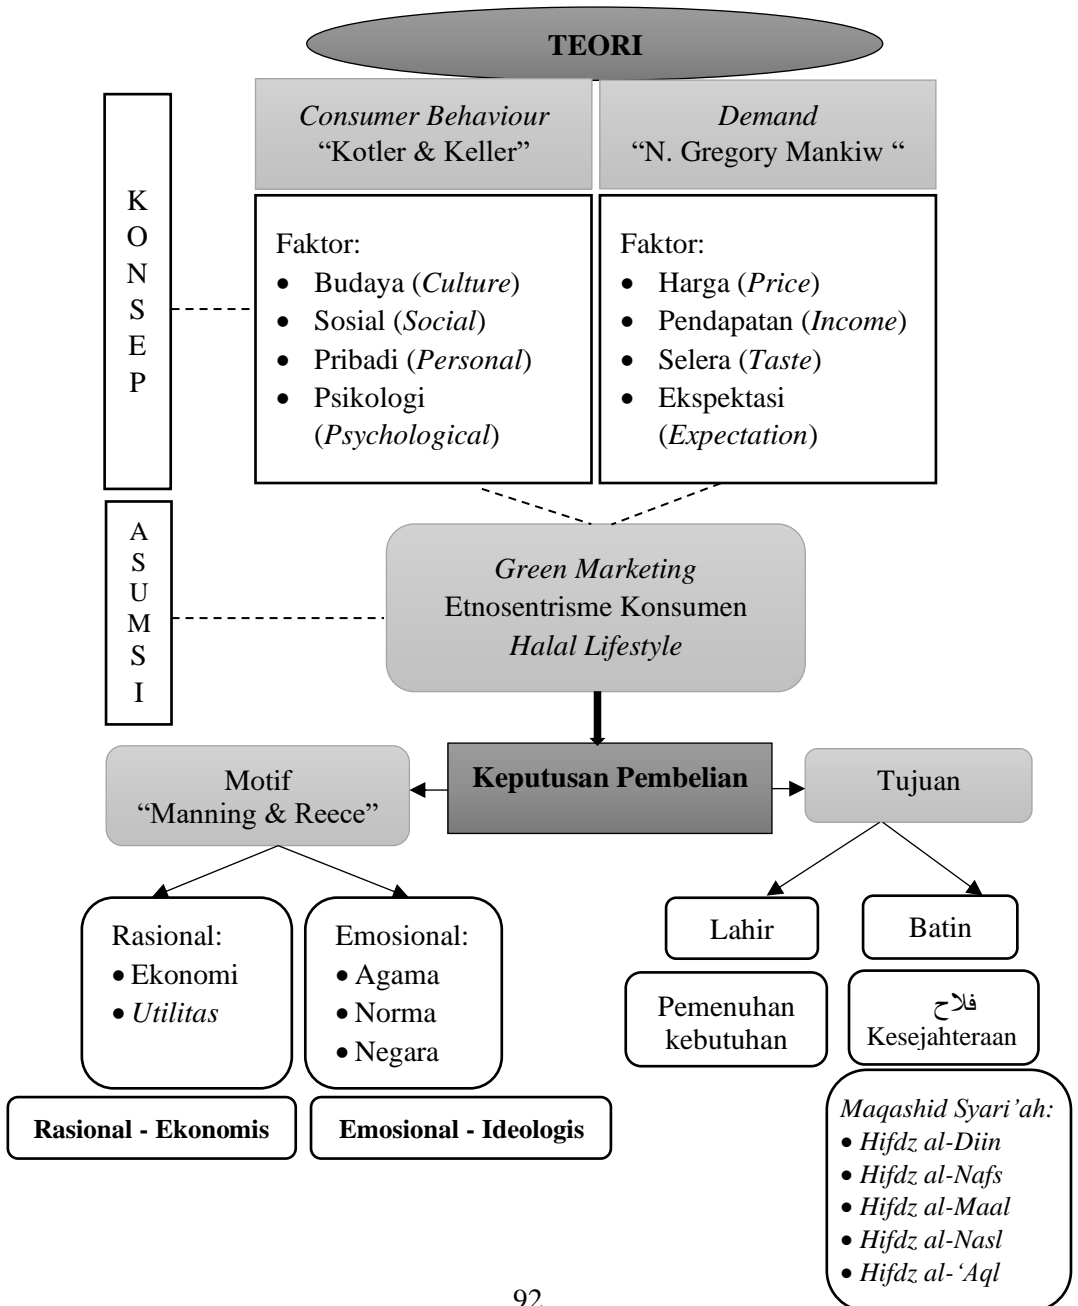 TEORI
Consumer Behaviour
“Kotler & Keller”
Demand
“N. Gregory Mankiw “
K
O
N
S
E
P
Faktor:
• Budaya (Culture)
• Sosial (Social)
• Pribadi (Personal)
• Psikologi
(Psychological)
Faktor:
• Harga (Price)
• Pendapatan (Income)
• Selera (Taste)
• Ekspektasi
(Expectation)
A
S
U
M
S
I
Green Marketing
Etnosentrisme Konsumen
Halal Lifestyle
Keputusan Pembelian
Motif
“Manning & Reece”
Tujuan
Rasional:
• Ekonomi
• Utilitas
Emosional:
• Agama
• Norma
• Negara
Rasional - Ekonomis
Emosional - Ideologis
Lahir
Batin
Pemenuhan
kebutuhan
فلاح
Kesejahteraan
Maqashid Syari’ah:
• Hifdz al-Diin
• Hifdz al-Nafs
• Hifdz al-Maal
• Hifdz al-Nasl
• Hifdz al-‘Aql
92